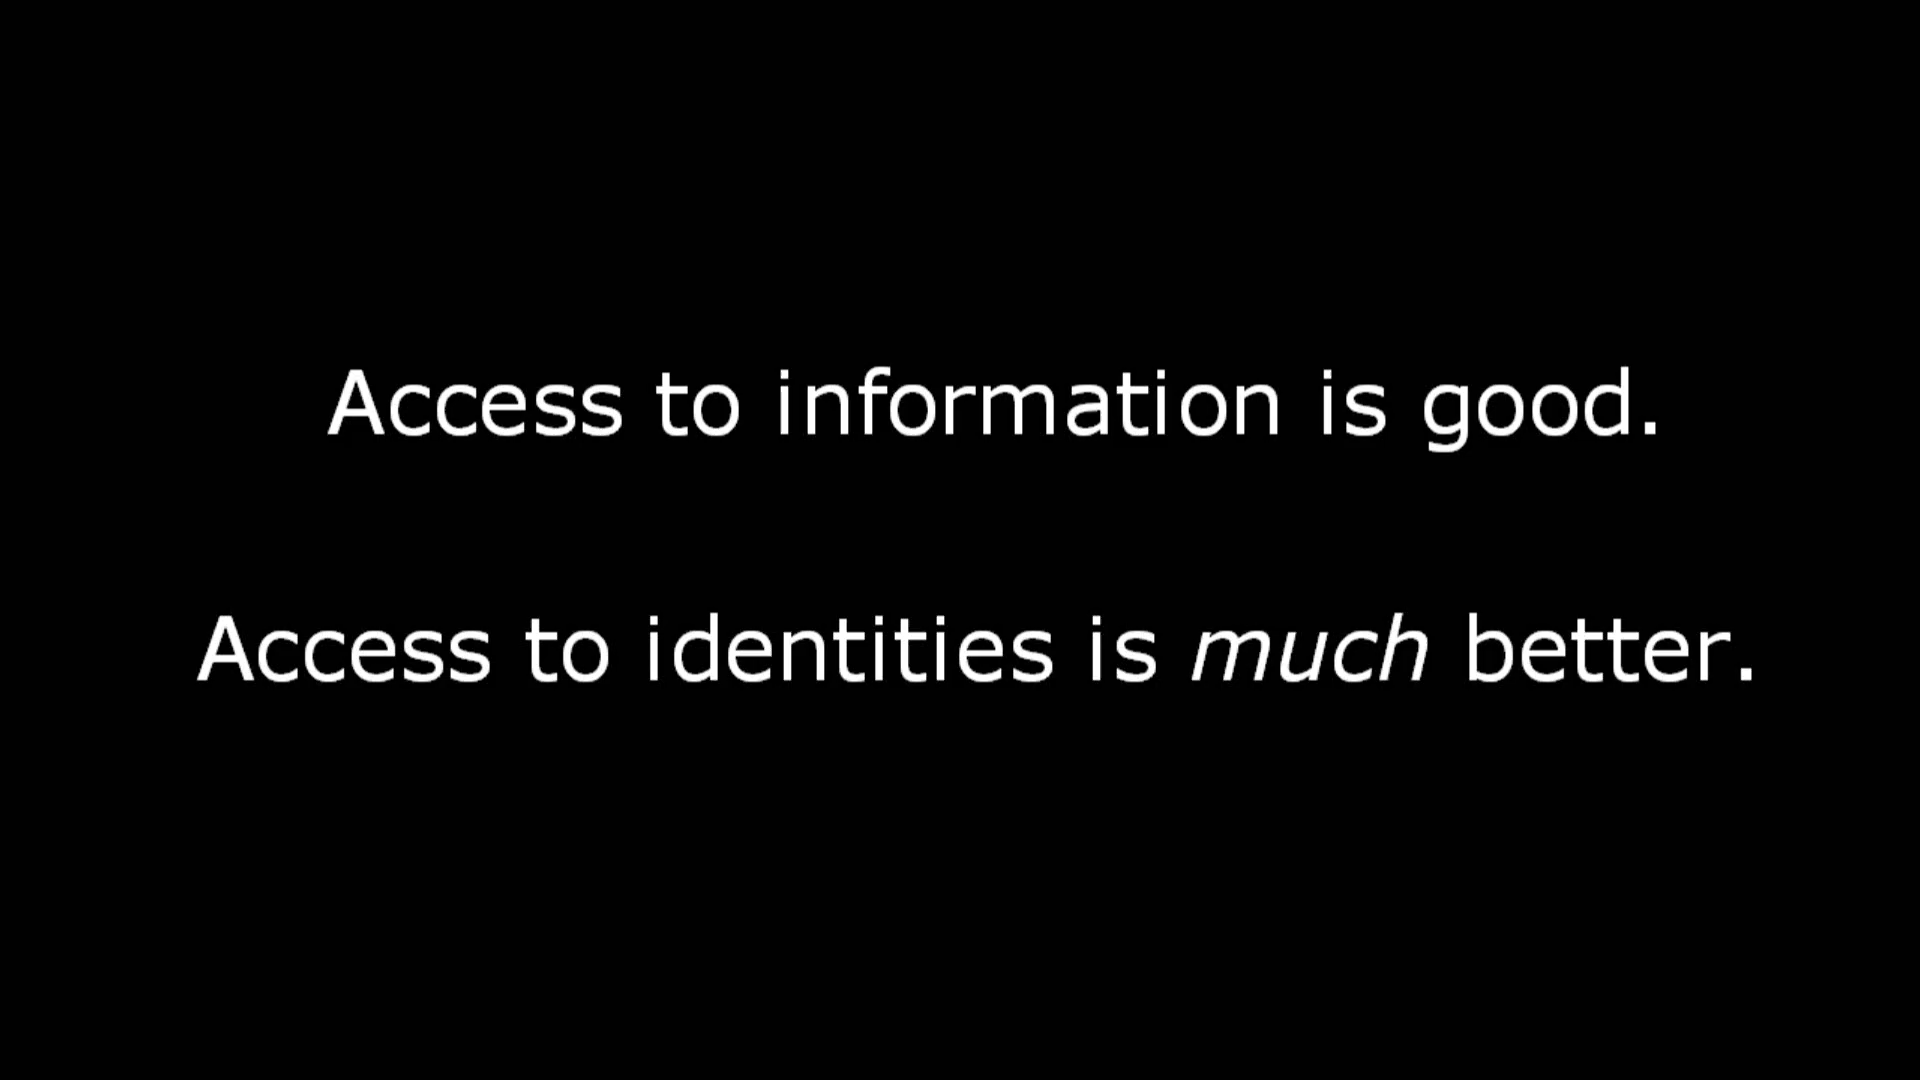 Access to information is good.
Access to identities is much better.